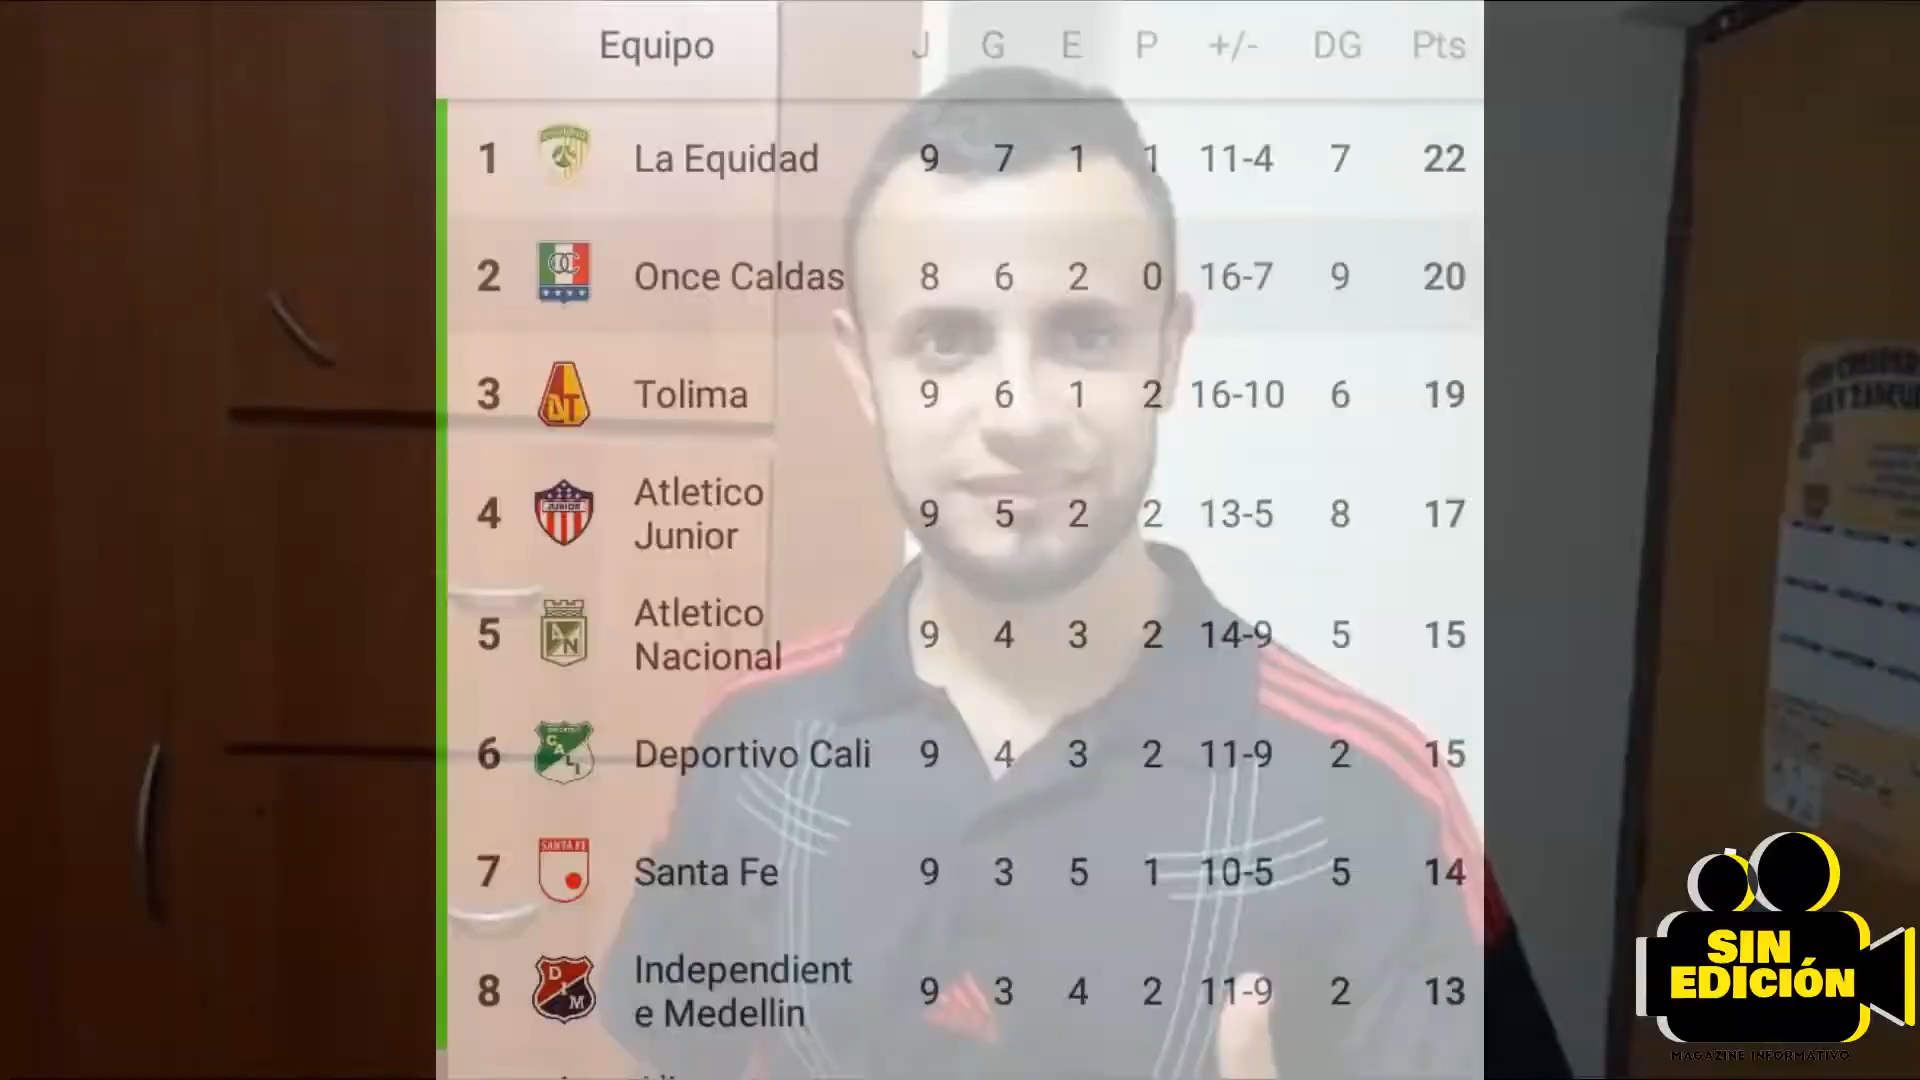 Equipo J G E P +/- DG Pts
1 La Equidad 9 7 1 1 11-4 7 22
2 Once Caldas 8 6 2 0 16-7 9 20
3 Tolima 9 6 1 2 16-10 6 19
4 Atletico
Junior 9 5 2 2 13-5 8 17
5 Atletico
Nacional 9 4 3 2 14-9 5 15
6 Deportivo Cali 9 4 3 2 11-9 2 15
7 SANTA FE Santa Fe 9 3 5 1 10-5 5 14
8 Independient
e Medellin 9 3 4 2 11-9 2 13
SIN
EDICIÓN
MAGAZINE INFORMATIVO